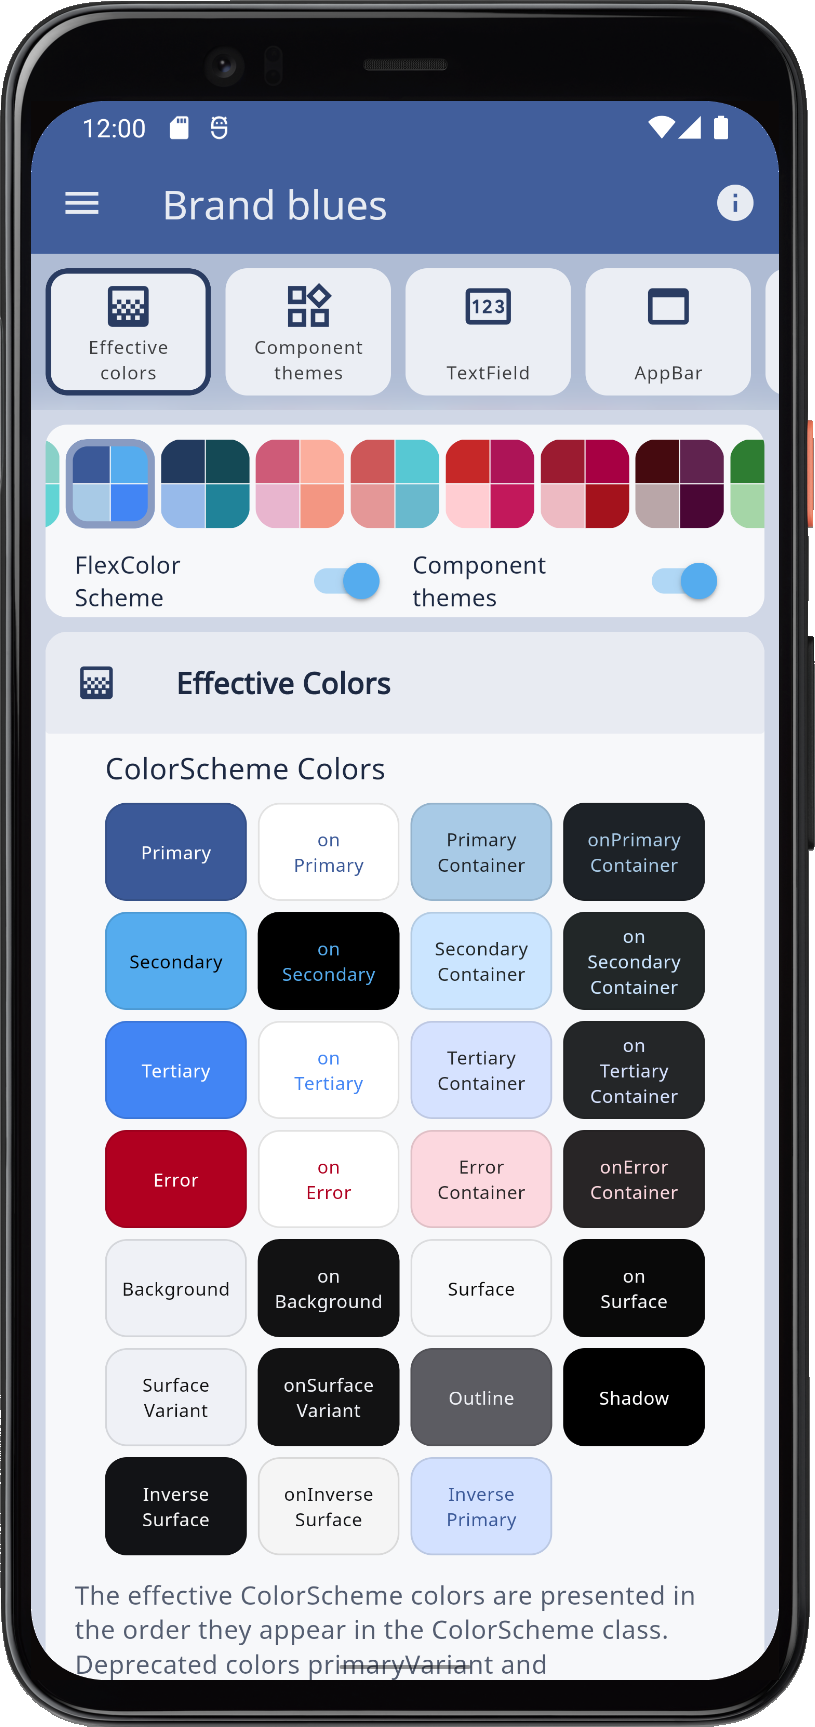 12:00
Brand blues
Effective
colors
Component
themes
123
TextField
AppBar
FlexColor
Scheme
Component
themes
Effective Colors
ColorScheme Colors
Primary
on
Primary
Primary
Container
onPrimary
Container
Secondary
on
Secondary
Secondary
Container
on
Secondary
Container
Tertiary
on
Tertiary
Tertiary
Container
on
Tertiary
Container
Error
on
Error
Error
Container
onError
Container
Background
on
Background
Surface
on
Surface
Surface
Variant
onSurface
Variant
Outline
Shadow
Inverse
Surface
onInverse
Surface
Inverse
Primary
The effective ColorScheme colors are presented in
the order they appear in the ColorScheme class.
Deprecated colors primaryVariant and